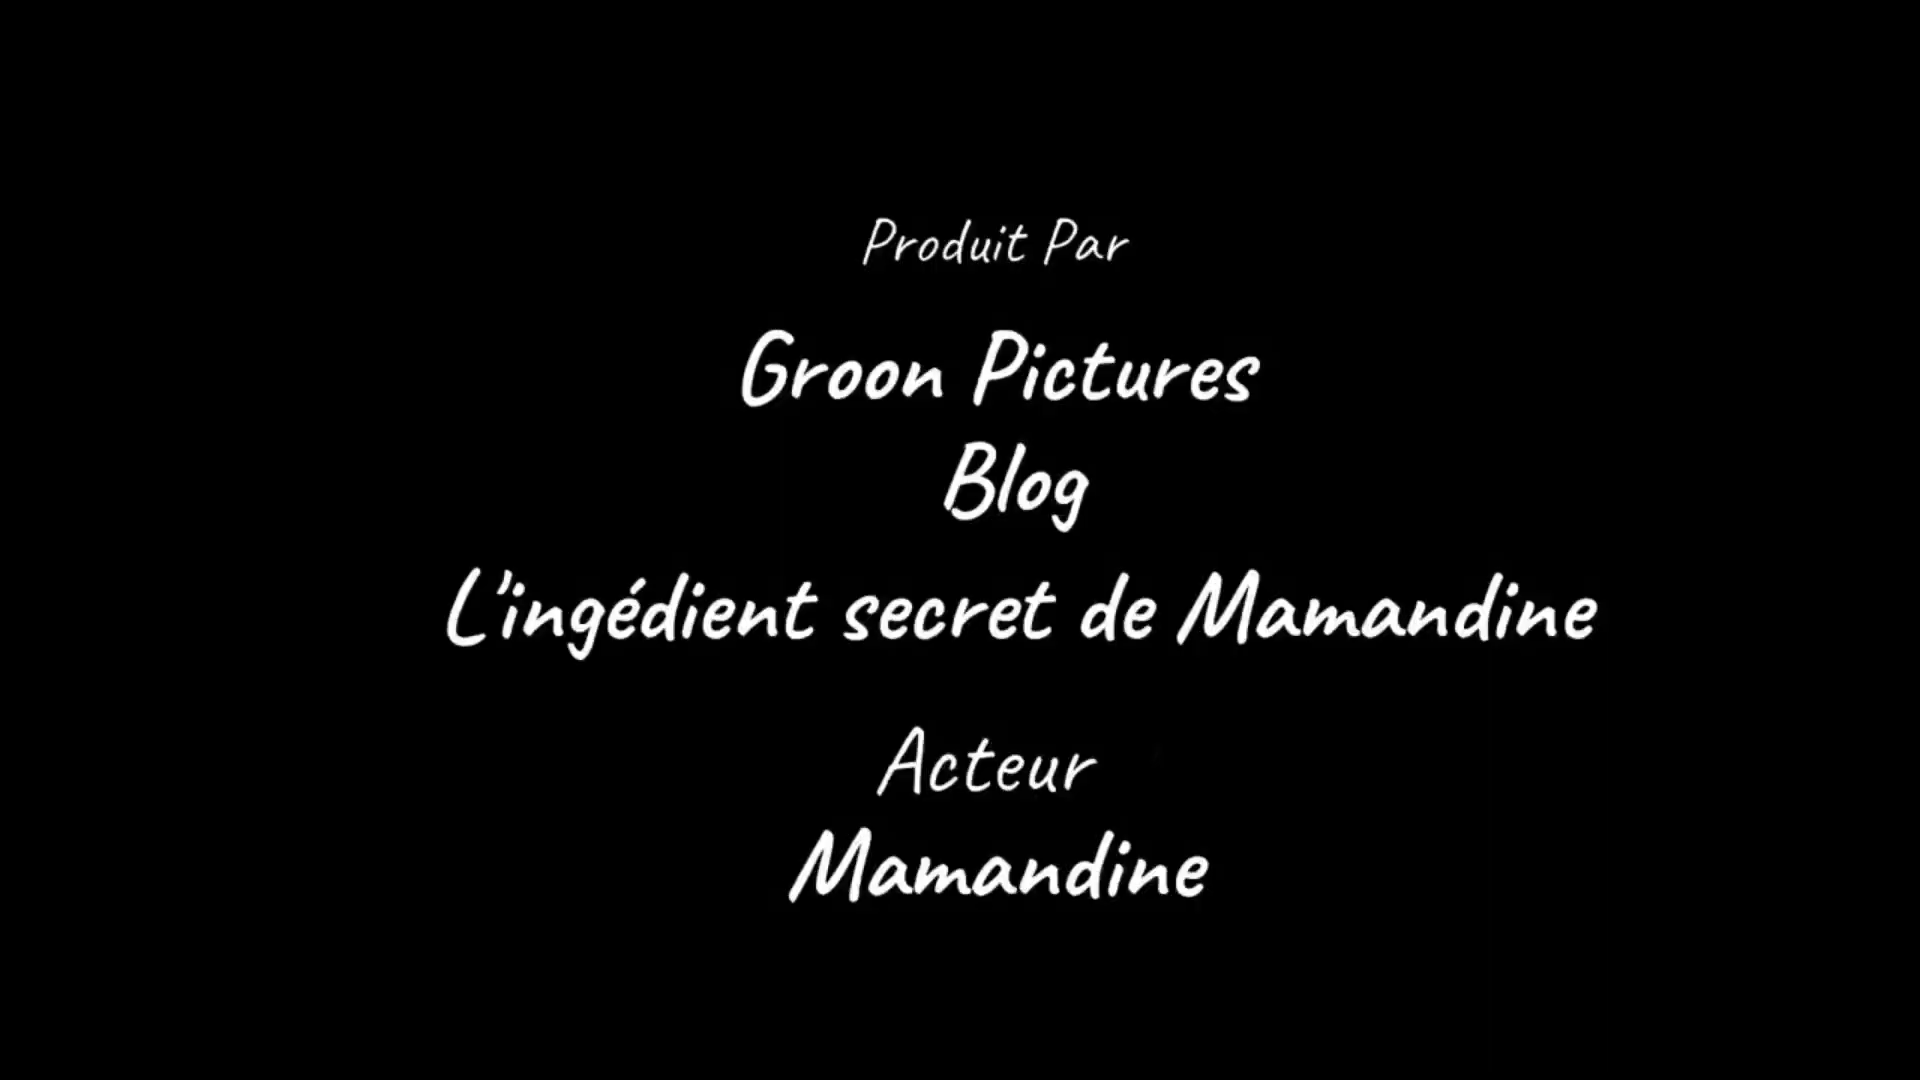 Produit Par
Groon Pictures
Blog
L'ingédient secret de Mamandine
Acteur
Mamandine